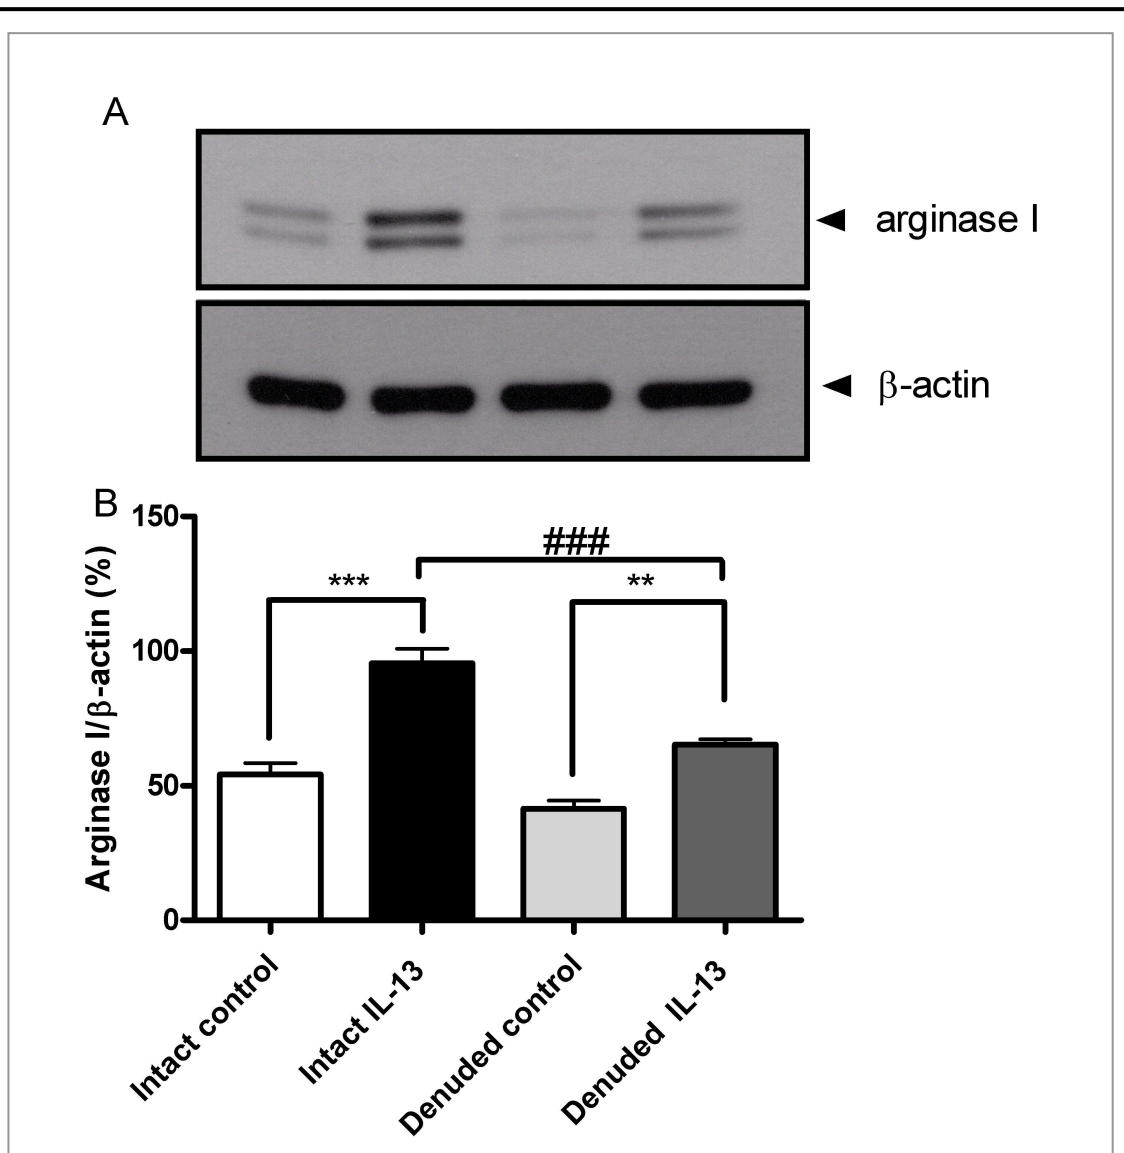 A
arginase I
β-actin
B
Arginase I/β-actin (%)
150
100
50
0
###
***
**
Intact control
Intact IL-13
Denuded control
Denuded IL-13